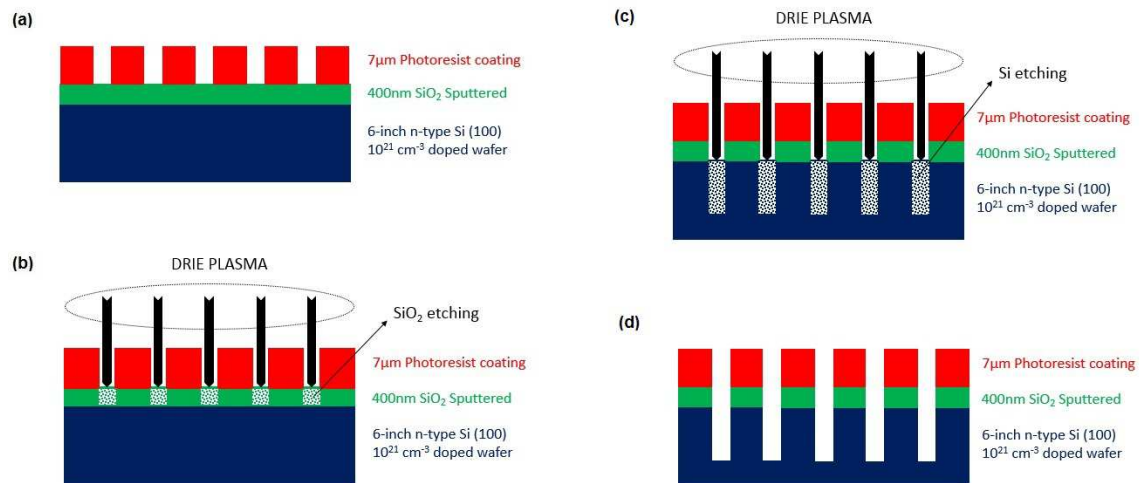 (a)
7μm Photoresist coating
400nm SiO₂ Sputtered
6-inch n-type Si (100)
10²¹ cm⁻³ doped wafer
(b)
DRIE PLASMA
SiO₂ etching
7μm Photoresist coating
400nm SiO₂ Sputtered
6-inch n-type Si (100)
10²¹ cm⁻³ doped wafer
(c)
DRIE PLASMA
Si etching
7μm Photoresist coating
400nm SiO₂ Sputtered
6-inch n-type Si (100)
10²¹ cm⁻³ doped wafer
(d)
7μm Photoresist coating
400nm SiO₂ Sputtered
6-inch n-type Si (100)
10²¹ cm⁻³ doped wafer